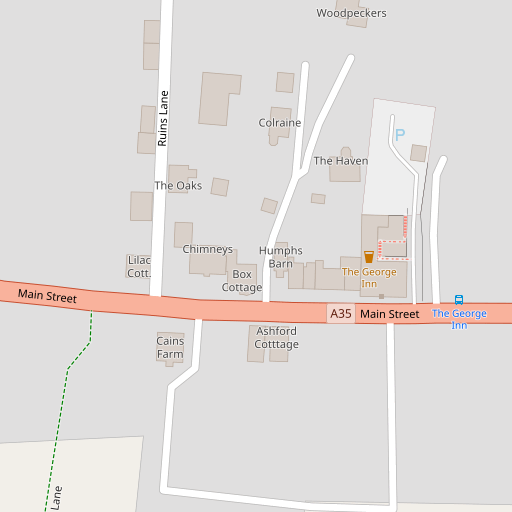 Woodpeckers
Ruins Lane
Colraine
P
The Haven
The Oaks
Chimneys
Humphs
Barn
Lilac
Cott.
Box
Cottage
The George
Inn
Main Street
A35
Main Street
The George
Inn
Ashford
Cotttage
Cains
Farm
Lane